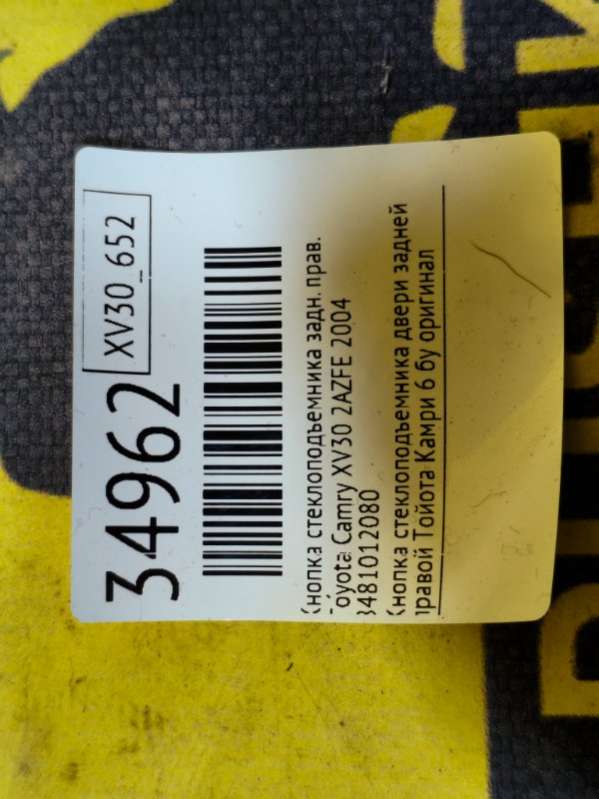 34962 XV30_652
Кнопка стеклоподъемника задн. прав.
Toyota Camry XV30 2AZFE 2004
8481012080
Кнопка стеклоподъемника двери задней
правой Тойота Камри 6 бу оригинал